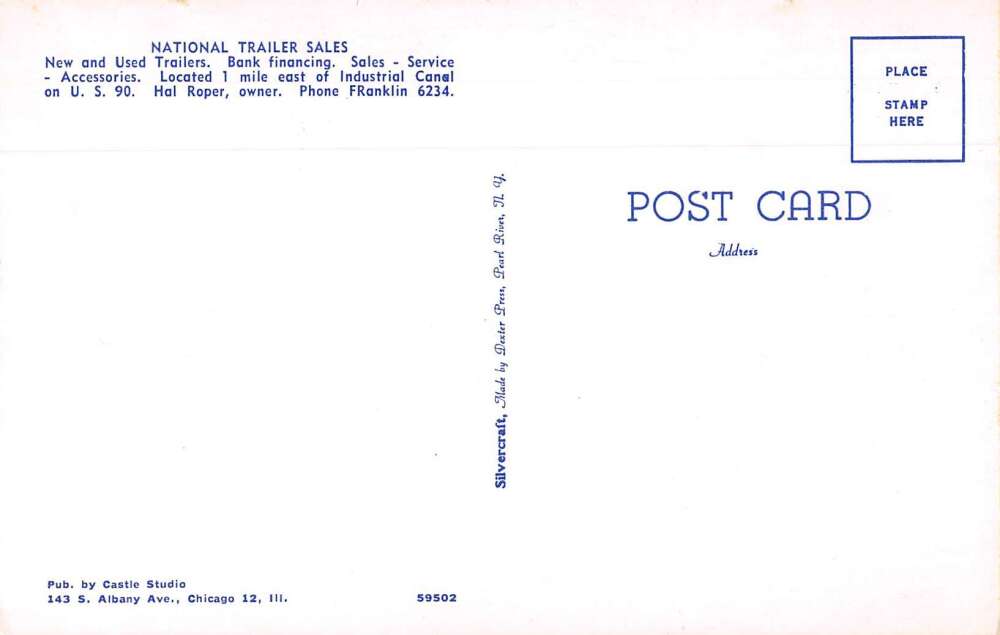 NATIONAL TRAILER SALES
New and Used Trailers. Bank financing. Sales - Service
- Accessories. Located 1 mile east of Industrial Canal
on U. S. 90. Hal Roper, owner. Phone FRanklin 6234.
PLACE
STAMP
HERE
POST CARD
Address
Silvercraft, Made by Dexter Press, Pearl River, N. Y.
Pub. by Castle Studio
143 S. Albany Ave., Chicago 12, Ill.
59502